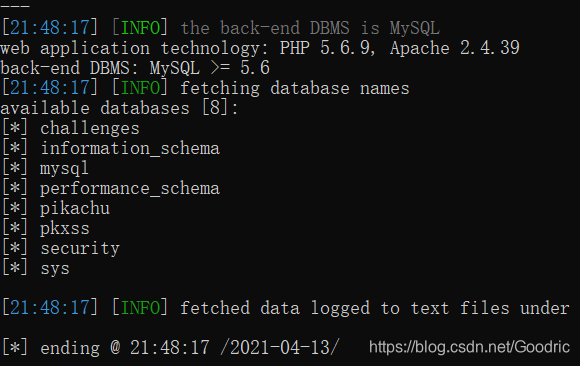 ---
[21:48:17] [INFO] the back-end DBMS is MySQL
web application technology: PHP 5.6.9, Apache 2.4.39
back-end DBMS: MySQL >= 5.6
[21:48:17] [INFO] fetching database names
available databases [8]:
[*] challenges
[*] information_schema
[*] mysql
[*] performance_schema
[*] pikachu
[*] pkxss
[*] security
[*] sys
[21:48:17] [INFO] fetched data logged to text files under
[*] ending @ 21:48:17 /2021-04-13/
https://blog.csdn.net/Goodric